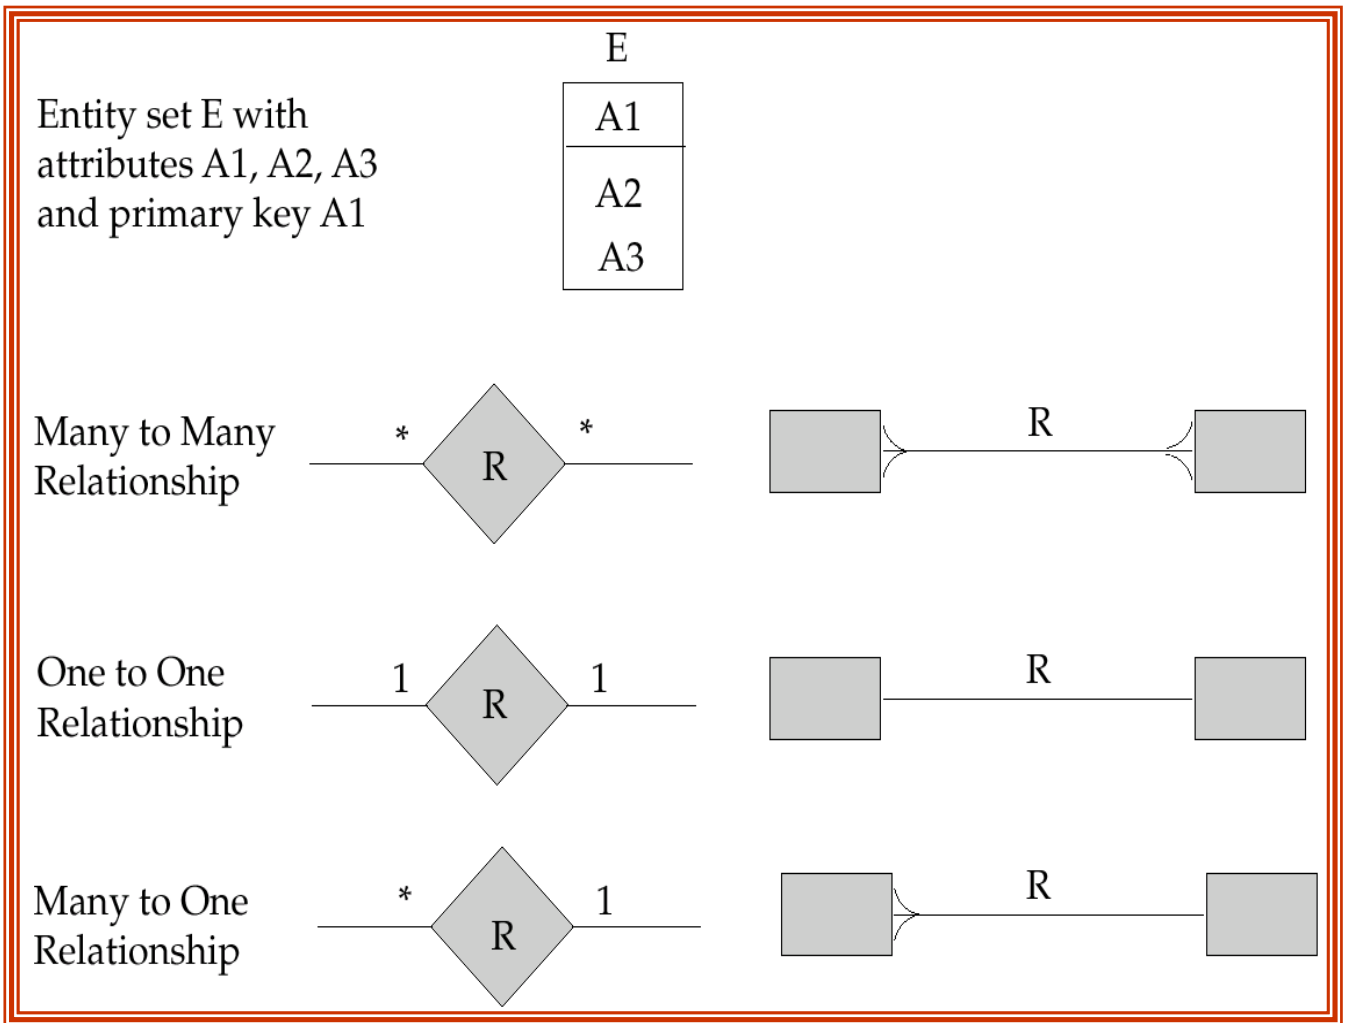 E
Entity set E with
attributes A1, A2, A3
and primary key A1
A1
A2
A3
Many to Many
Relationship
* R *
R
One to One
Relationship
1 R 1
R
Many to One
Relationship
* R 1
R